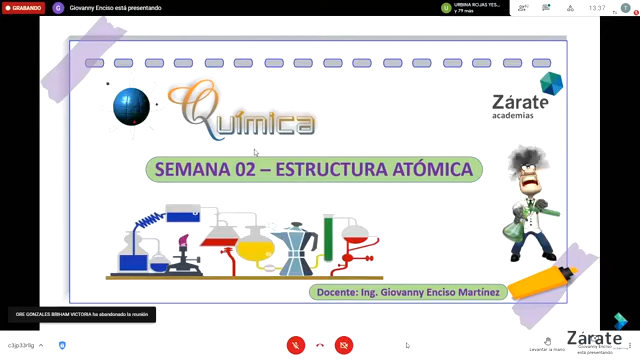 GRABANDO
G Giovanny Enciso está presentando
U URBINA ROJAS YES...
y 79 más
13:37
T
Química
Zárate
academias
SEMANA 02 – ESTRUCTURA ATÓMICA
Docente: Ing. Giovanny Enciso Martínez
ORE GONZALES BRIHAM VICTORIA ha abandonado la reunión
c3jp33rlig
Levantar la mano
Giovanny Enciso
está presentando
Zárate